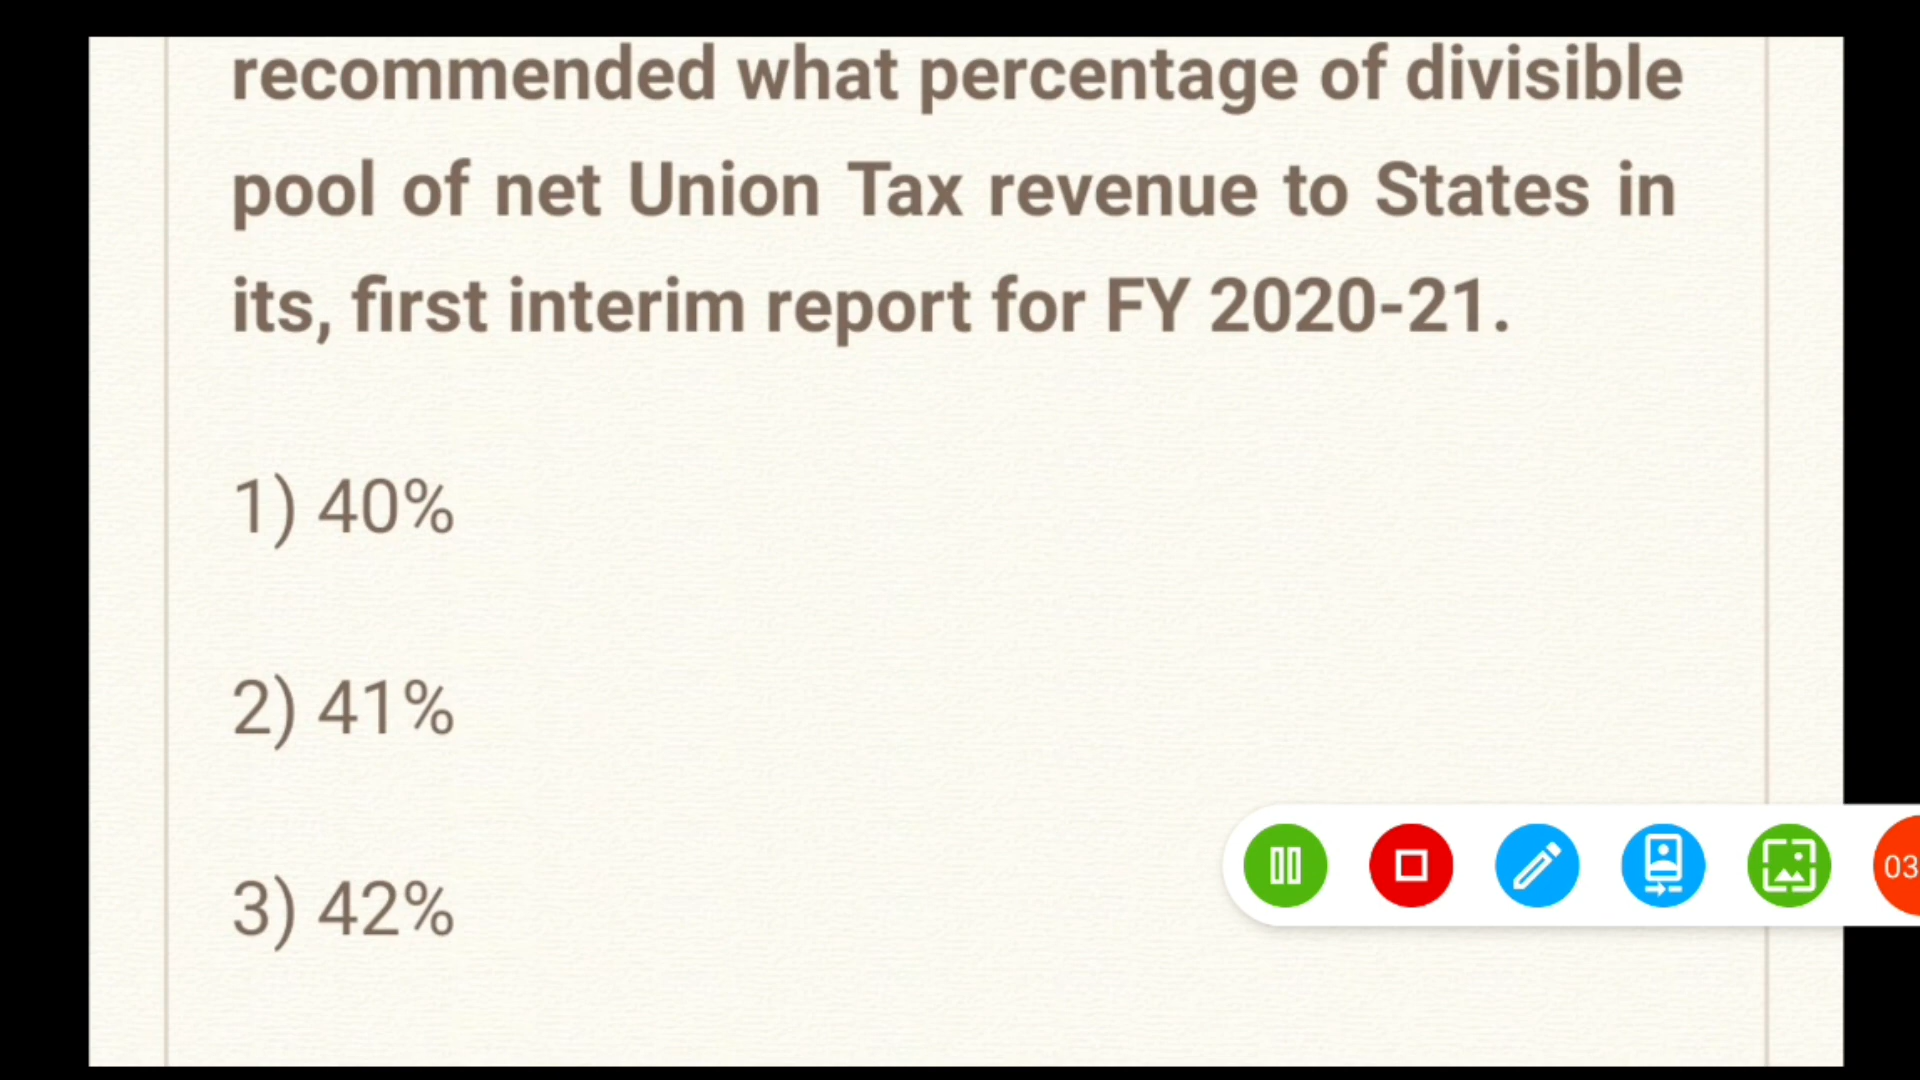 recommended what percentage of divisible
pool of net Union Tax revenue to States in
its, first interim report for FY 2020-21.
1) 40%
2) 41%
3) 42%
03